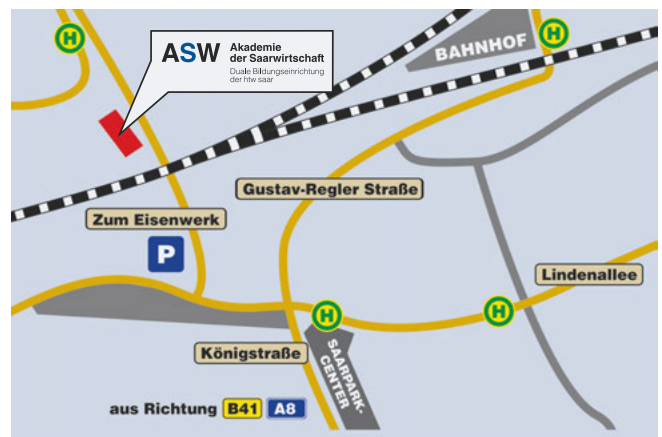 H
H
ASW
Akademie
der Saarwirtschaft
Duale Bildungseinrichtung
der htw saar
BAHNHOF
Gustav-Regler Straße
Zum Eisenwerk
P
Lindenallee
H
H
Königstraße
SAARPARK-
CENTER
aus Richtung B41 A8